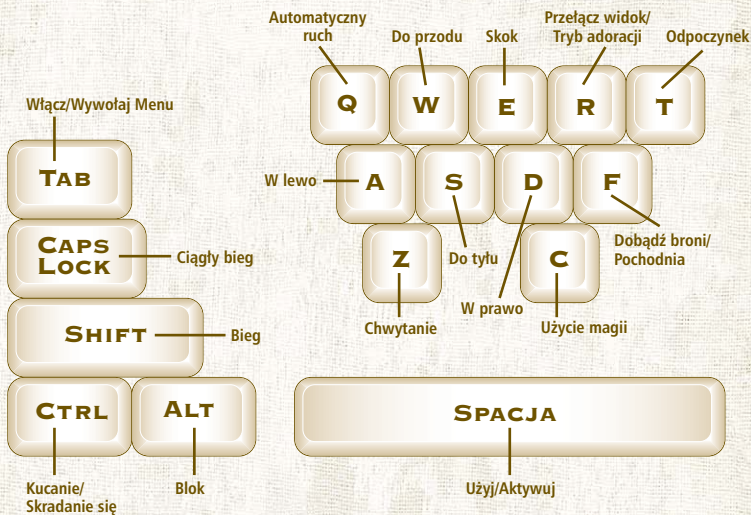 Automatyczny
ruch
Do przodu
Skok
Przełącz widok/
Tryb adoracji
Odpoczynek
Q
W
E
R
T
Włącz/Wywołaj Menu
TAB
W lewo
A
S
D
F
CAPS
LOCK
Ciągły bieg
Z
Do tyłu
C
Dobądź broni/
Pochodnia
W prawo
Chwytanie
Użycie magii
SHIFT
Bieg
CTRL
ALT
SPACJA
Kucanie/
Skradanie się
Blok
Użyj/Aktywuj